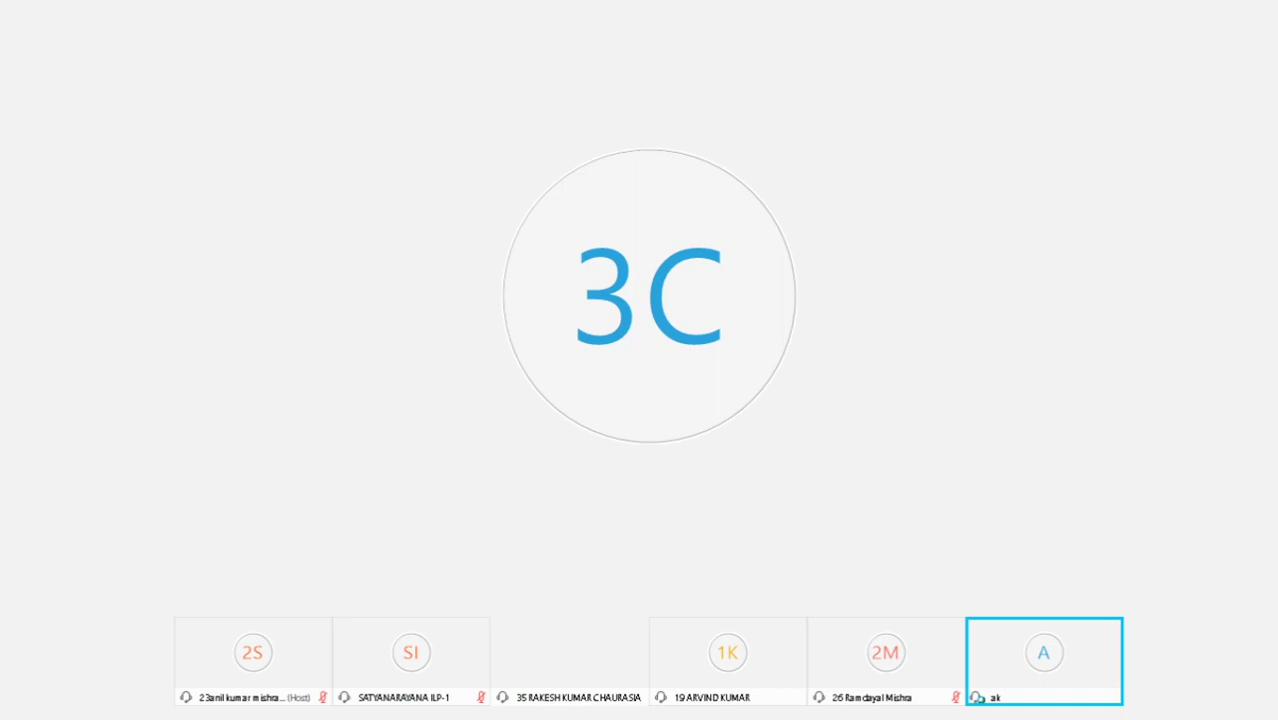 3C
2S
SI
1K
2M
A
23anil kumar mishra... (Host)
SATYANARAYANA ILP-1
35 RAKESH KUMAR CHAURASIA
19 ARVIND KUMAR
26 Ramdayal Mishra
ak